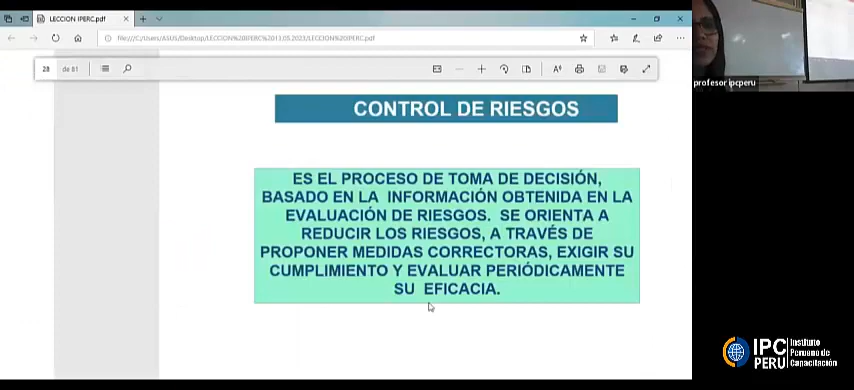 LECCION IPERC.pdf
file:///C:/Users/ASUS/Desktop/LECCION%20IPERC%2013.05.2023/LECCION%20IPERC.pdf
28 de 81
CONTROL DE RIESGOS
ES EL PROCESO DE TOMA DE DECISIÓN,
BASADO EN LA INFORMACIÓN OBTENIDA EN LA
EVALUACIÓN DE RIESGOS. SE ORIENTA A
REDUCIR LOS RIESGOS, A TRAVÉS DE
PROPONER MEDIDAS CORRECTORAS, EXIGIR SU
CUMPLIMIENTO Y EVALUAR PERIÓDICAMENTE
SU EFICACIA.
profesor ipcperu
IPC
PERU
Instituto
Peruano de
Capacitación